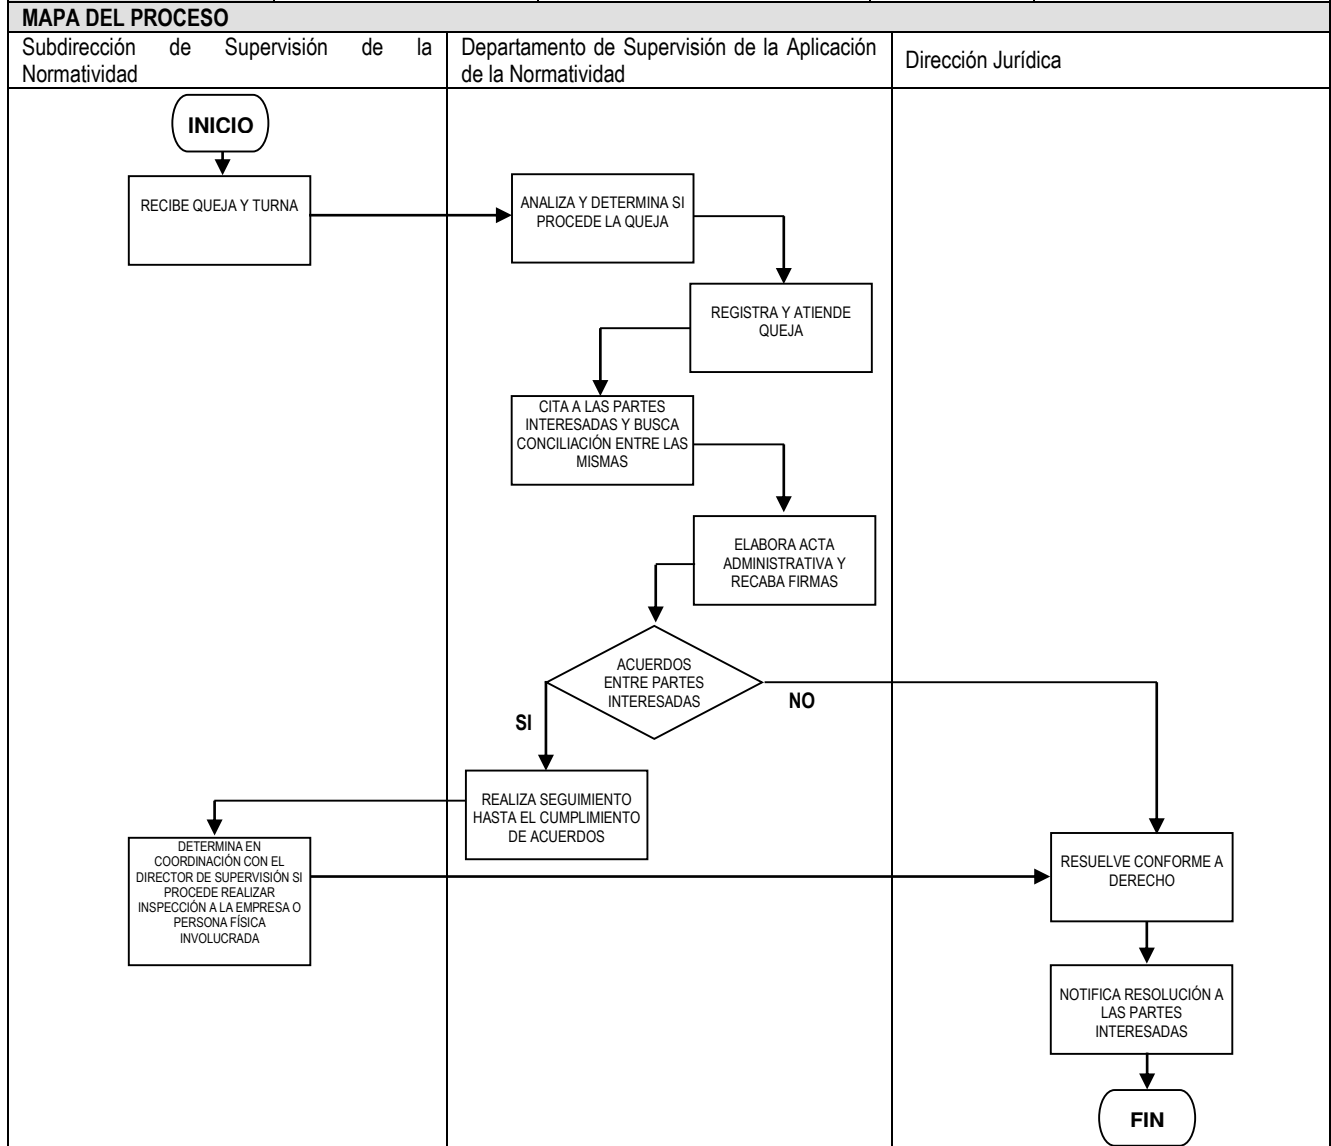 MAPA DEL PROCESO
Subdirección de Supervisión de la
Normatividad
Departamento de Supervisión de la Aplicación
de la Normatividad
Dirección Jurídica
INICIO
RECIBE QUEJA Y TURNA
ANALIZA Y DETERMINA SI
PROCEDE LA QUEJA
REGISTRA Y ATIENDE
QUEJA
CITA A LAS PARTES
INTERESADAS Y BUSCA
CONCILIACIÓN ENTRE LAS
MISMAS
ELABORA ACTA
ADMINISTRATIVA Y
RECABA FIRMAS
ACUERDOS
ENTRE PARTES
INTERESADAS
SI
NO
REALIZA SEGUIMIENTO
HASTA EL CUMPLIMIENTO
DE ACUERDOS
DETERMINA EN
COORDINACIÓN CON EL
DIRECTOR DE SUPERVISIÓN SI
PROCEDE REALIZAR
INSPECCIÓN A LA EMPRESA O
PERSONA FÍSICA
INVOLUCRADA
RESUELVE CONFORME A
DERECHO
NOTIFICA RESOLUCIÓN A
LAS PARTES
INTERESADAS
FIN